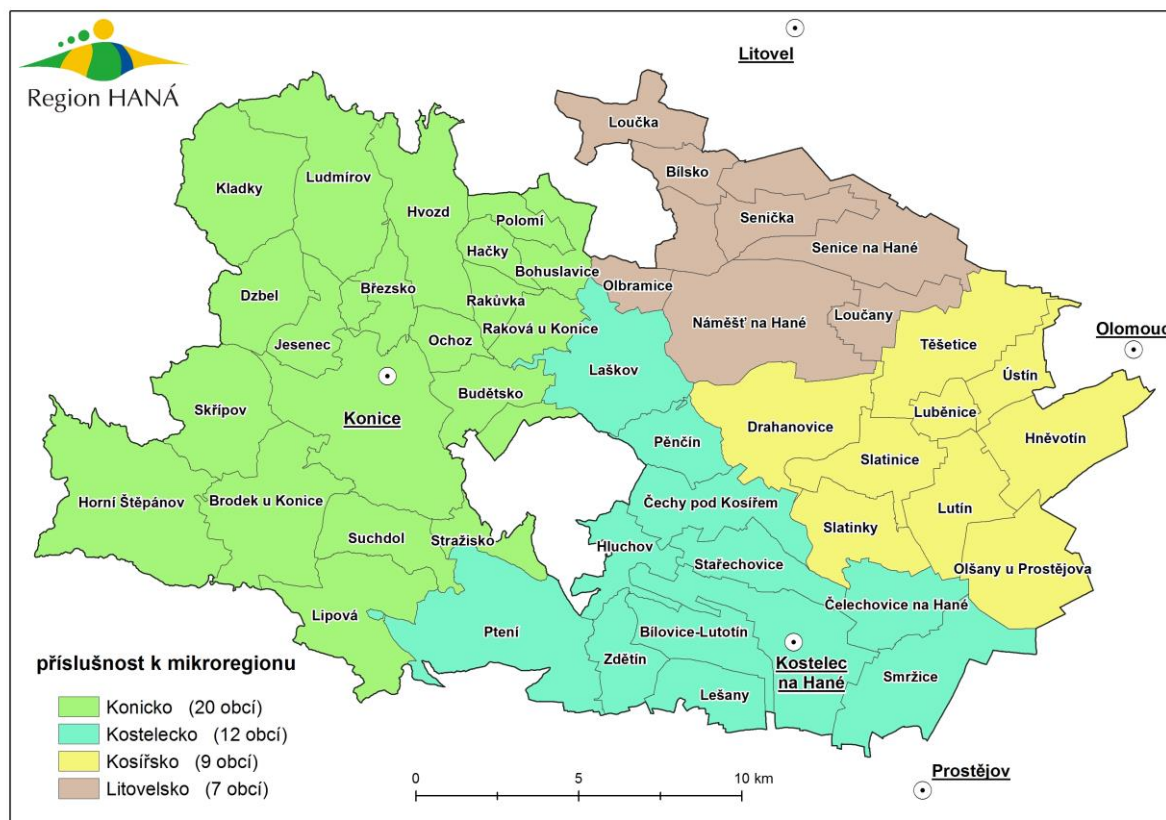 Region HANÁ
Litovel
Loučka
Bílsko
Kladky
Ludmírov
Hvozd
Polomí
Senička
Hačky
Senice na Hané
Bohuslavice
Olbramice
Dzbel
Březsko
Rakůvka
Náměšť na Hané
Loučany
Raková u Konice
Olomouc
Jesenec
Ochoz
Těšetice
Laškov
Ústín
Budětsko
Skřípov
Konice
Luběnice
Drahanovice
Pěnčín
Hněvotín
Slatinice
Horní Štěpánov
Brodek u Konice
Čechy pod Kosířem
Lutín
Slatinky
Suchdol
Stražisko
Hluchov
Stařechovice
Olšany u Prostějova
Čelechovice na Hané
Lipová
Ptení
Bílovice-Lutotín
Zdětín
Kostelec
na Hané
Smržice
Lešany
příslušnost k mikroregionu
Konicko (20 obcí)
Kostelecko (12 obcí)
Kosířsko (9 obcí)
Litovelsko (7 obcí)
0 5 10 km
Prostějov